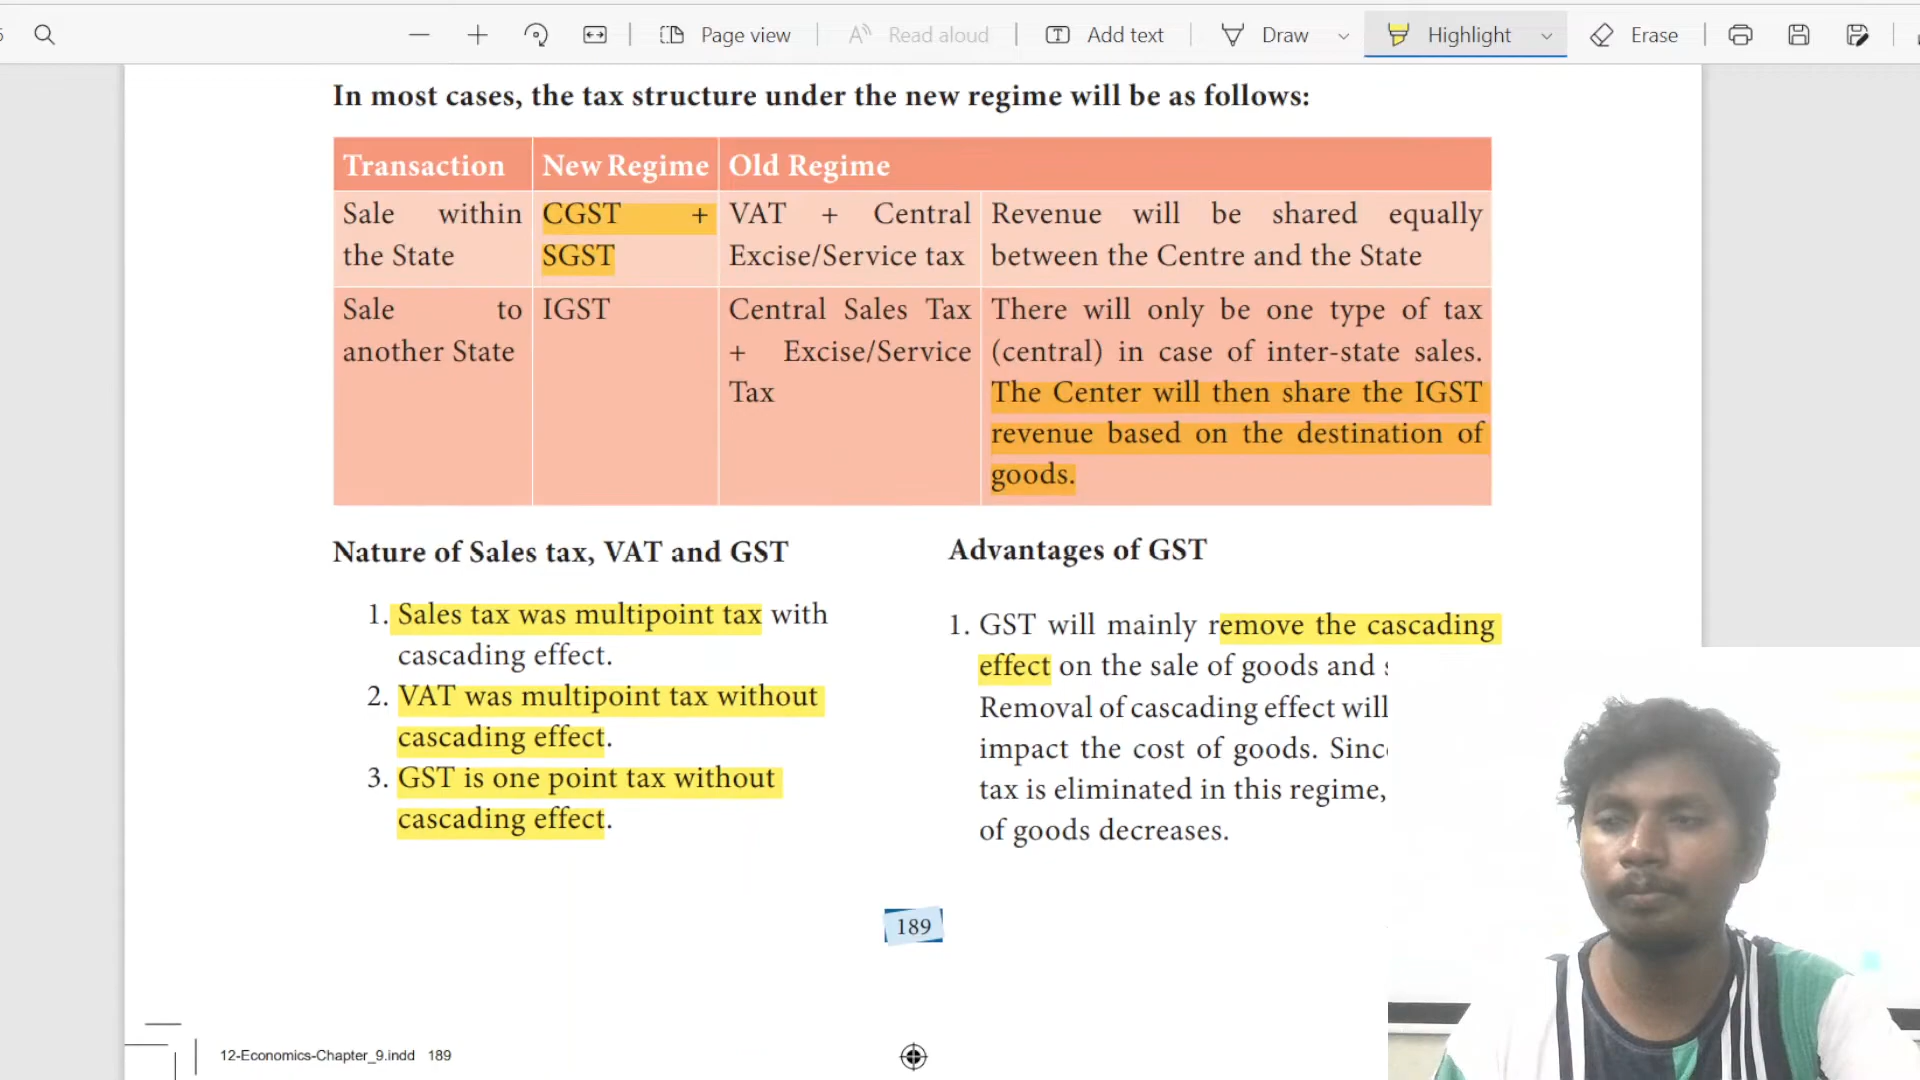 Page view
Read aloud
Add text
Draw
Highlight
Erase
In most cases, the tax structure under the new regime will be as follows:
Transaction New Regime Old Regime
Sale within the State
CGST + SGST
VAT + Central Excise/Service tax
Revenue will be shared equally between the Centre and the State
Sale to another State
IGST
Central Sales Tax + Excise/Service Tax
There will only be one type of tax (central) in case of inter-state sales. The Center will then share the IGST revenue based on the destination of goods.
Nature of Sales tax, VAT and GST
1. Sales tax was multipoint tax with
cascading effect.
2. VAT was multipoint tax without
cascading effect.
3. GST is one point tax without
cascading effect.
Advantages of GST
1. GST will mainly remove the cascading
effect on the sale of goods and
Removal of cascading effect will
impact the cost of goods.
tax is eliminated in this regime,
of goods decreases.
189
12-Economics-Chapter_9.indd 189